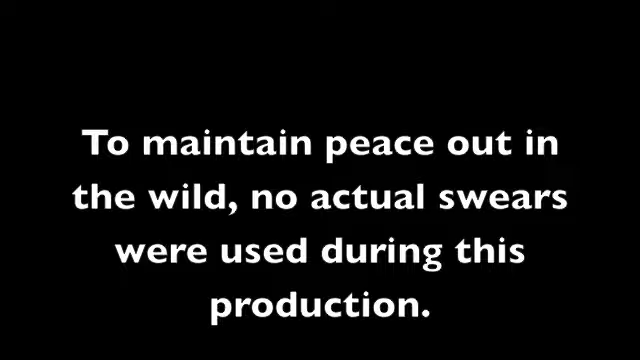 To maintain peace out in
the wild, no actual swears
were used during this
production.